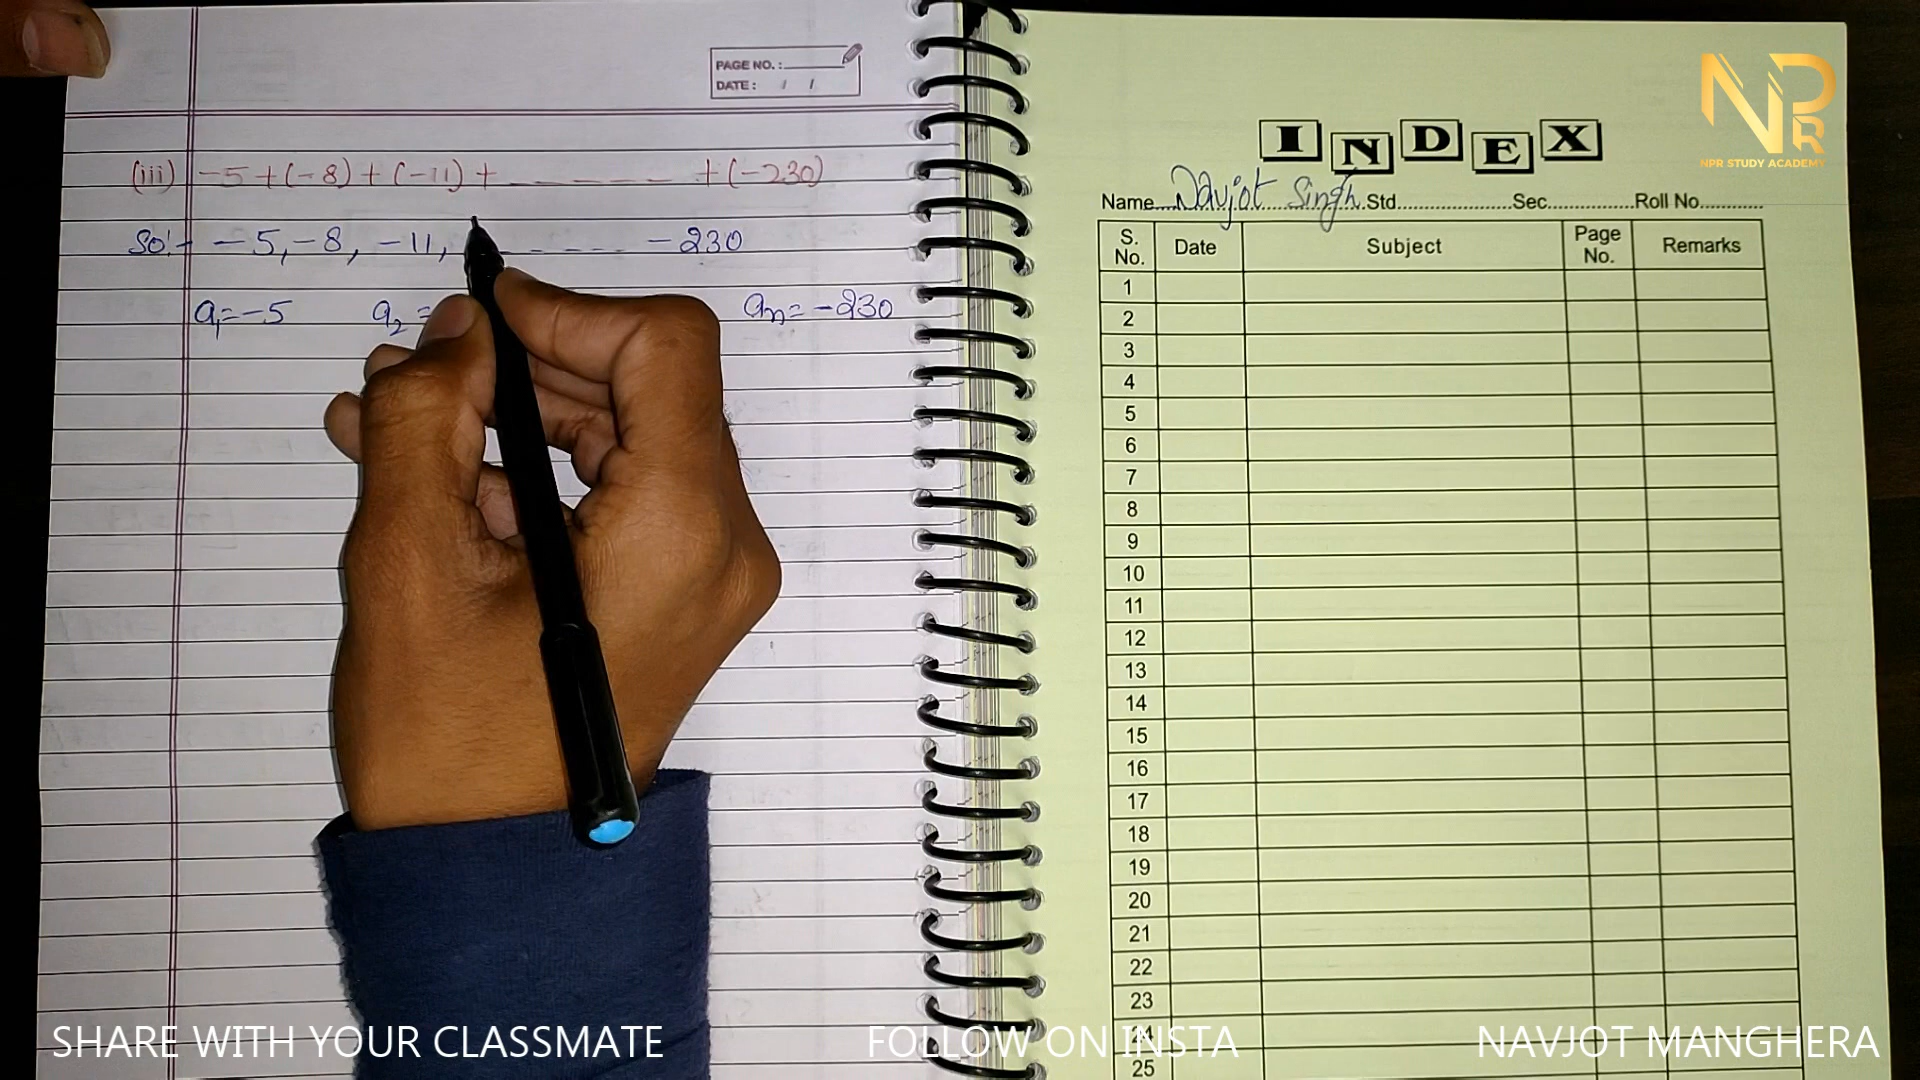 PAGE NO. :
DATE : / /
(iii) -5 + (-8) + (-11) + ........ + (-230)
So:- -5, -8, -11, ........ -230
a₁ = -5 a₂ = aₙ = -230
NPR
NPR STUDY ACADEMY
INDEX
Name Navjot Singh Std. Sec. Roll No.
S. No. Date Subject Page No. Remarks
1
2
3
4
5
6
7
8
9
10
11
12
13
14
15
16
17
18
19
20
21
22
23
24
25
SHARE WITH YOUR CLASSMATE FOLLOW ON INSTA NAVJOT MANGHERA